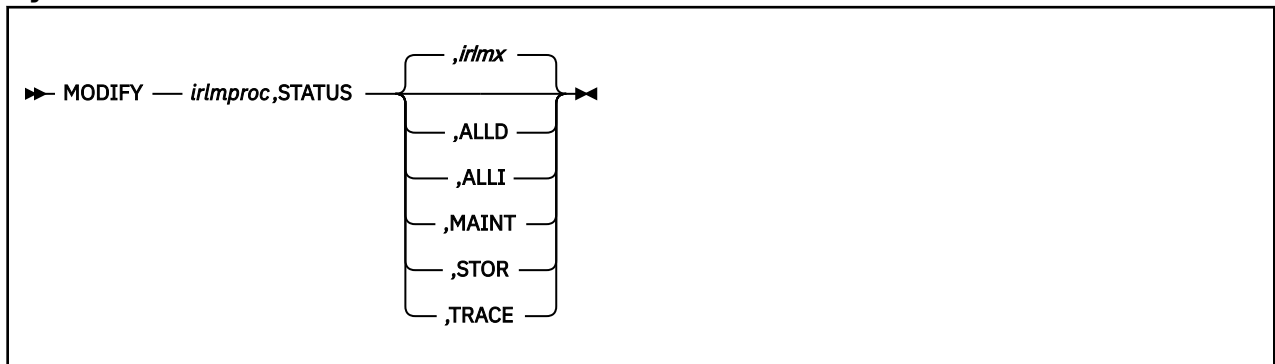 ,irlmx
MODIFY irlmproc,STATUS
,ALLD
,ALLI
,MAINT
,STOR
,TRACE